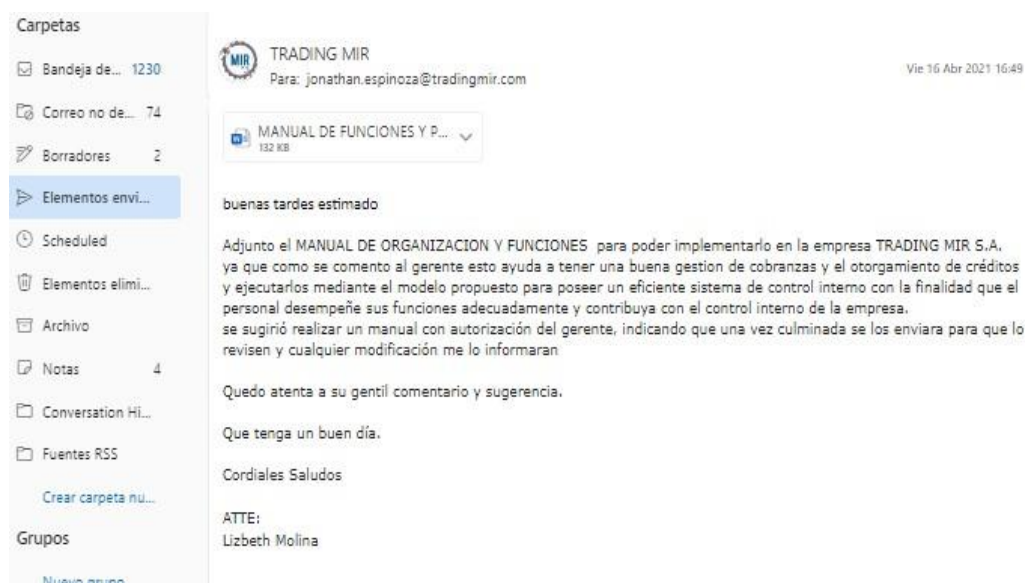 Carpetas
Bandeja de... 1230
Correo no de... 74
Borradores 2
Elementos envi...
Scheduled
Elementos elimi...
Archivo
Notas 4
Conversation Hi...
Fuentes RSS
Crear carpeta nu...
Grupos
Nuevo grupo
MIR
TRADING MIR
Para: jonathan.espinoza@tradingmir.com
Vie 16 Abr 2021 16:49
MANUAL DE FUNCIONES Y P...
132 KB
buenas tardes estimado
Adjunto el MANUAL DE ORGANIZACION Y FUNCIONES para poder implementarlo en la empresa TRADING MIR S.A.
ya que como se comento al gerente esto ayuda a tener una buena gestion de cobranzas y el otorgamiento de créditos
y ejecutarlos mediante el modelo propuesto para poseer un eficiente sistema de control interno con la finalidad que el
personal desempeñe sus funciones adecuadamente y contribuya con el control interno de la empresa.
se sugirió realizar un manual con autorización del gerente, indicando que una vez culminada se los enviara para que lo
revisen y cualquier modificación me lo informaran
Quedo atenta a su gentil comentario y sugerencia.
Que tenga un buen día.
Cordiales Saludos
ATTE:
Lizbeth Molina